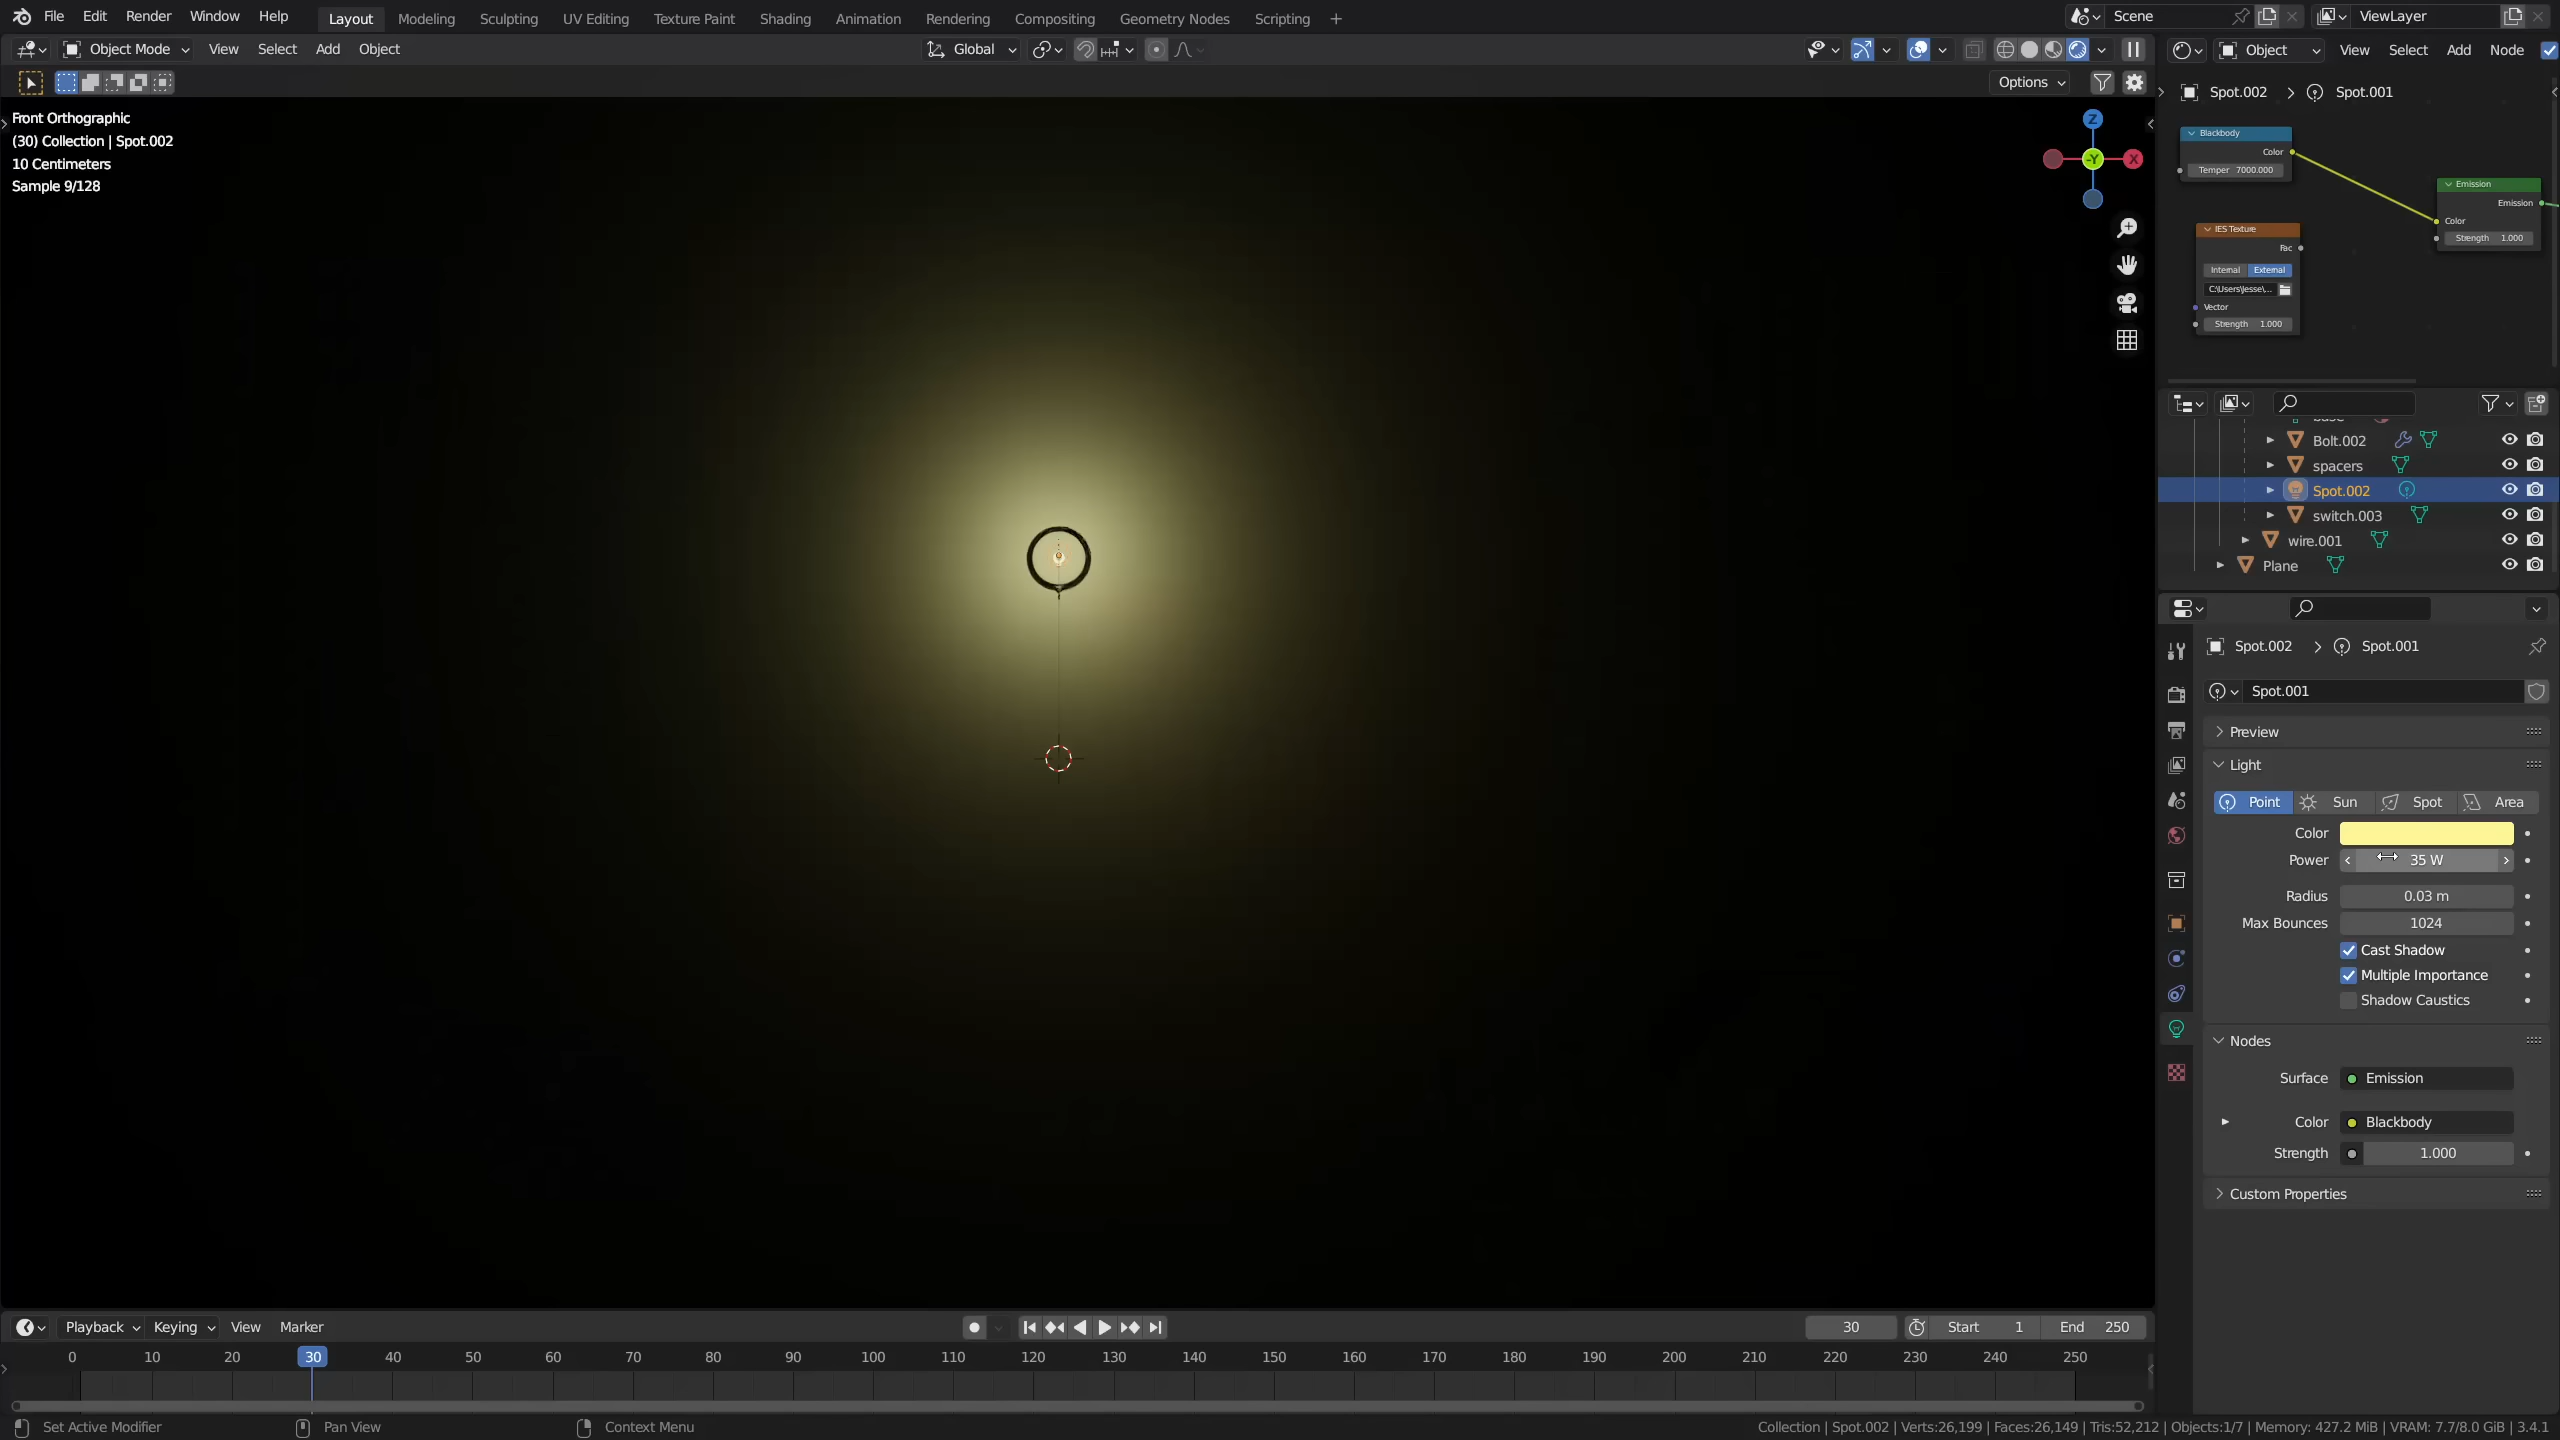 File Edit Render Window Help Layout Modeling Sculpting UV Editing Texture Paint Shading Animation Rendering Compositing Geometry Nodes Scripting + Scene ViewLayer
Object Mode View Select Add Object Global Object View Select Add Node
Options
Spot.002 > Spot.001
Front Orthographic
(30) Collection | Spot.002
10 Centimeters
Sample 9/128
Z
-Y
X
Blackbody
Color
Temper 7000.000
Emission
Emission
Color
Strength 1.000
IES Texture
Fac
Internal External
C:\Users\Jesse\...
Vector
Strength 1.000
Bolt.002
spacers
Spot.002
switch.003
wire.001
Plane
Spot.002 > Spot.001
Spot.001
Preview
Light
Point Sun Spot Area
Color
Power 35 W
Radius 0.03 m
Max Bounces 1024
Cast Shadow
Multiple Importance
Shadow Caustics
Nodes
Surface Emission
Color Blackbody
Strength 1.000
Custom Properties
Playback Keying View Marker 30 Start 1 End 250
0 10 20 30 40 50 60 70 80 90 100 110 120 130 140 150 160 170 180 190 200 210 220 230 240 250
Set Active Modifier Pan View Context Menu Collection | Spot.002 | Verts:26,199 | Faces:26,149 | Tris:52,212 | Objects:1/7 | Memory: 427.2 MiB | VRAM: 7.7/8.0 GiB | 3.4.1